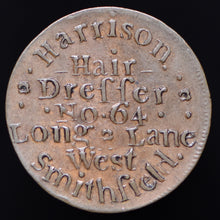 Harrison
Hair
Dreſſer
No·64
Long Lane
West
Smithfield.